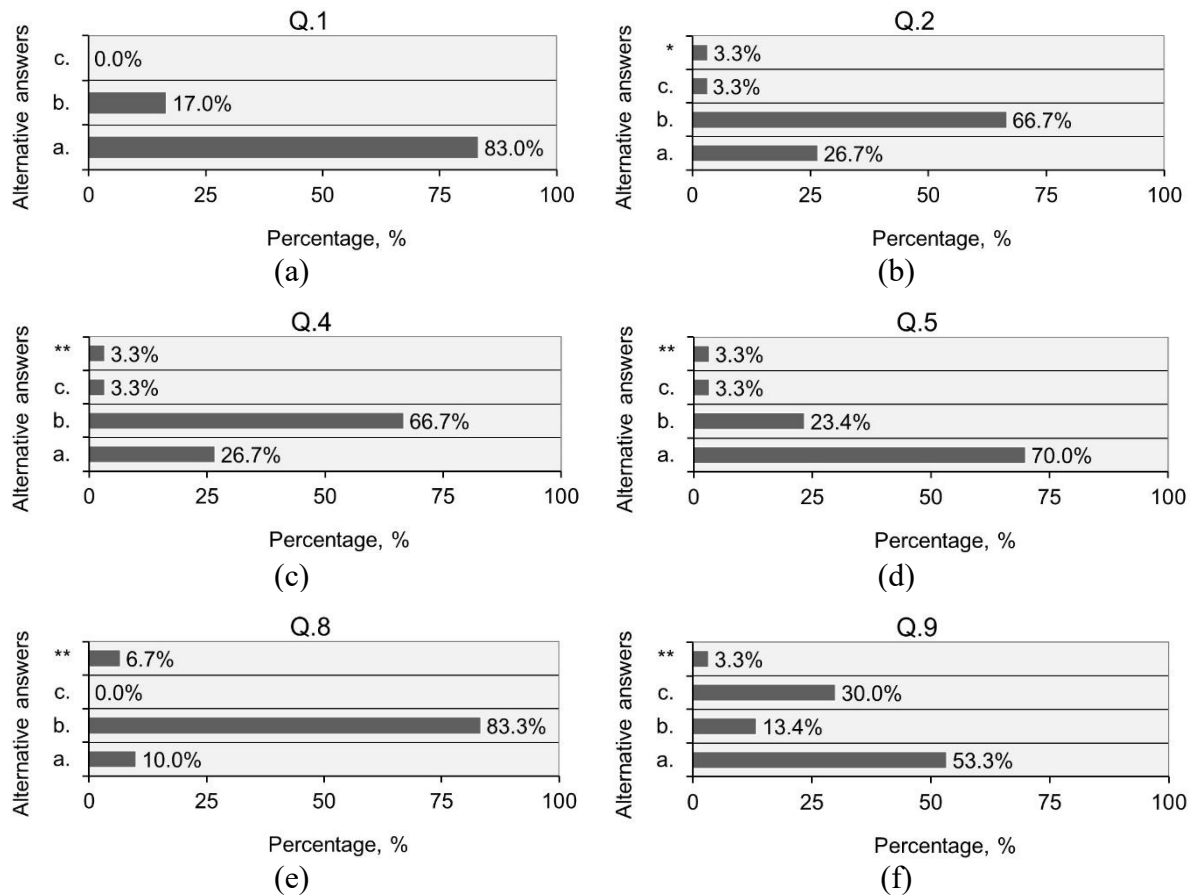 Q.1
Alternative answers
c. 0.0%
b. 17.0%
a. 83.0%
0 25 50 75 100
Percentage, %
(a)
Q.2
Alternative answers
* 3.3%
c. 3.3%
b. 66.7%
a. 26.7%
0 25 50 75 100
Percentage, %
(b)
Q.4
Alternative answers
** 3.3%
c. 3.3%
b. 66.7%
a. 26.7%
0 25 50 75 100
Percentage, %
(c)
Q.5
Alternative answers
** 3.3%
c. 3.3%
b. 23.4%
a. 70.0%
0 25 50 75 100
Percentage, %
(d)
Q.8
Alternative answers
** 6.7%
c. 0.0%
b. 83.3%
a. 10.0%
0 25 50 75 100
Percentage, %
(e)
Q.9
Alternative answers
** 3.3%
c. 30.0%
b. 13.4%
a. 53.3%
0 25 50 75 100
Percentage, %
(f)